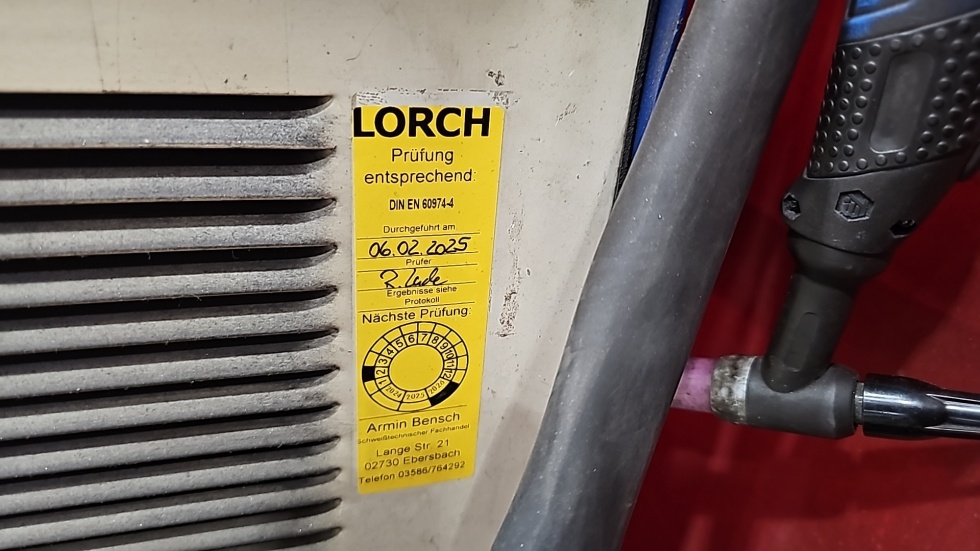 LORCH
Prüfung
entsprechend:
DIN EN 60974-4
Durchgeführt am
06.02.2025
Prüfer
R.
Ergebnisse siehe
Protokoll
Nächste Prüfung:
1 2 3 4 5 6 7 8 9 10 11 12
2024 2025 2026
Armin Bensch
Schweißtechnischer Fachhandel
Lange Str. 21
02730 Ebersbach
Telefon 03586/764292